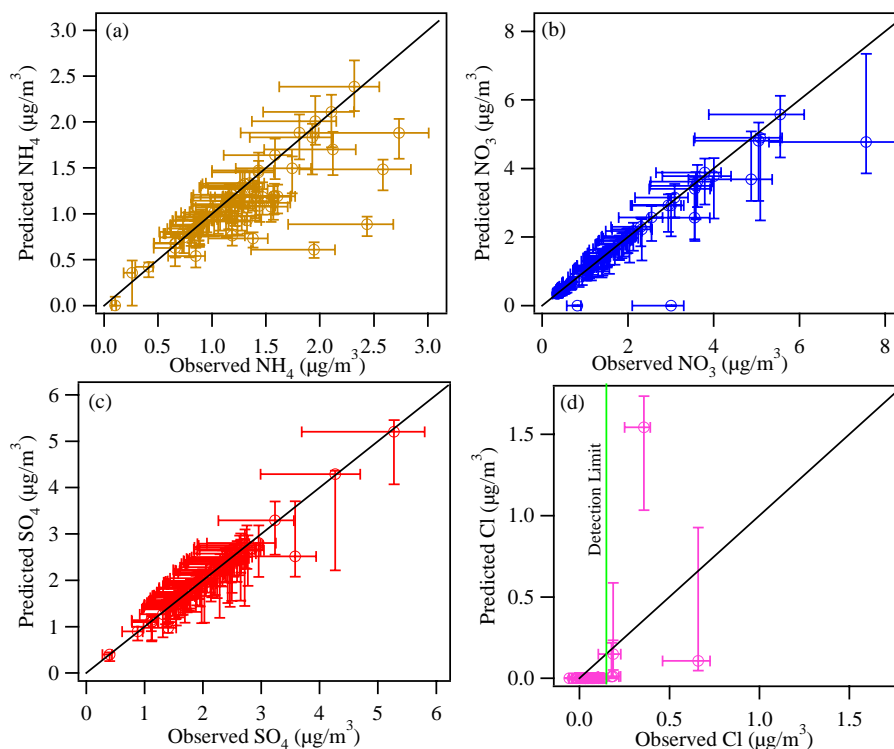 (a)
3.0
2.5
2.0
1.5
1.0
0.5
0.0
Predicted NH₄ (µg/m³)
0.0 0.5 1.0 1.5 2.0 2.5 3.0
Observed NH₄ (µg/m³)
(b)
8
6
4
2
0
Predicted NO₃ (µg/m³)
0 2 4 6 8
Observed NO₃ (µg/m³)
(c)
6
5
4
3
2
1
0
Predicted SO₄ (µg/m³)
0 1 2 3 4 5 6
Observed SO₄ (µg/m³)
(d)
1.5
1.0
0.5
0.0
Predicted Cl (µg/m³)
Detection Limit
0.0 0.5 1.0 1.5
Observed Cl (µg/m³)